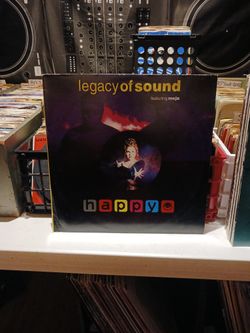 legacy of sound
featuring meja
happy